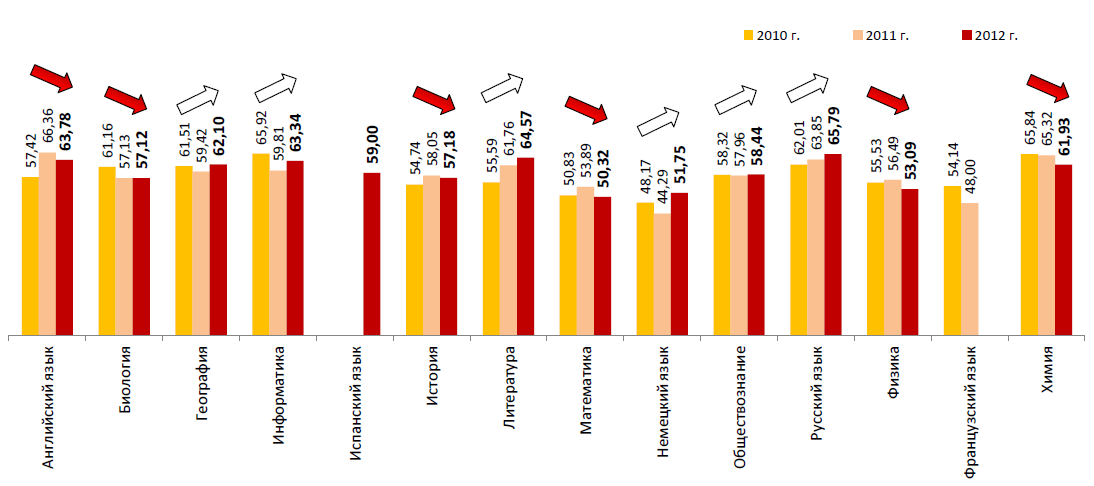 2010 г. 2011 г. 2012 г.
57,42 66,36 63,78
61,16 57,13 57,12
61,51 59,42 62,10
65,92 59,81 63,34
59,00
54,74 58,05 57,18
55,59 61,76 64,57
50,83 53,89 50,32
48,17 44,29 51,75
58,32 57,96 58,44
62,01 63,85 65,79
55,53 56,49 53,09
54,14 48,00
65,84 65,32 61,93
Английский язык
Биология
География
Информатика
Испанский язык
История
Литература
Математика
Немецкий язык
Обществознание
Русский язык
Физика
Французский язык
Химия